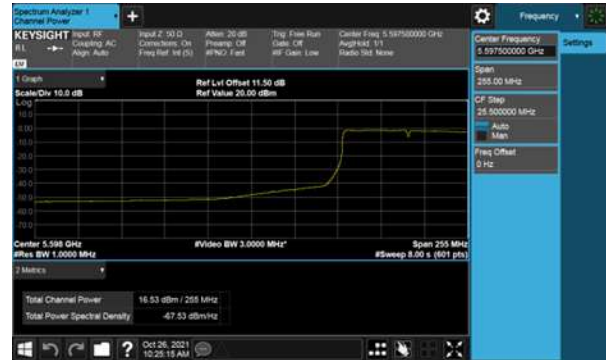 Spectrum Analyzer 1
Channel Power
Frequency
KEYSIGHT
Input: RF
Coupling: AC
Align: Auto
Input Z: 50 Ω
Corrections: On
Freq Ref: Int (S)
Atten: 20 dB
Preamp: Off
#PNO: Fast
Trig: Free Run
Gate: Off
#IF Gain: Low
Center Freq: 5.597500000 GHz
Avg|Hold: 1/1
Radio Std: None
1 Graph
Scale/Div 10.0 dB
Ref Lvl Offset 11.50 dB
Ref Value 20.00 dBm
Log
10.0
0.00
-10.0
-20.0
-30.0
-40.0
-50.0
-60.0
-70.0
Center 5.598 GHz
#Res BW 1.0000 MHz
#Video BW 3.0000 MHz*
Span 255 MHz
#Sweep 8.00 s (601 pts)
2 Metrics
Total Channel Power 16.53 dBm / 255 MHz
Total Power Spectral Density -67.53 dBm/Hz
Oct 26, 2021
10:25:15 AM
Center Frequency
5.597500000 GHz
Span
255.00 MHz
CF Step
25.500000 MHz
Auto
Man
Freq Offset
0 Hz
Settings